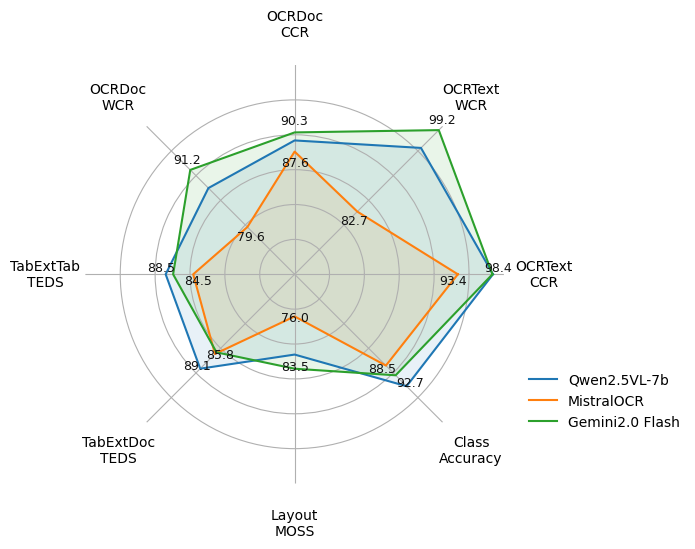 OCRDoc
CCR
OCRDoc
WCR
OCRText
WCR
99.2
90.3
91.2
87.6
82.7
79.6
TabExtTab
TEDS
88.5
84.5
93.4
98.4
OCRText
CCR
76.0
89.1
85.8
83.5
88.5
92.7
Qwen2.5VL-7b
MistralOCR
Gemini2.0 Flash
TabExtDoc
TEDS
Class
Accuracy
Layout
MOSS